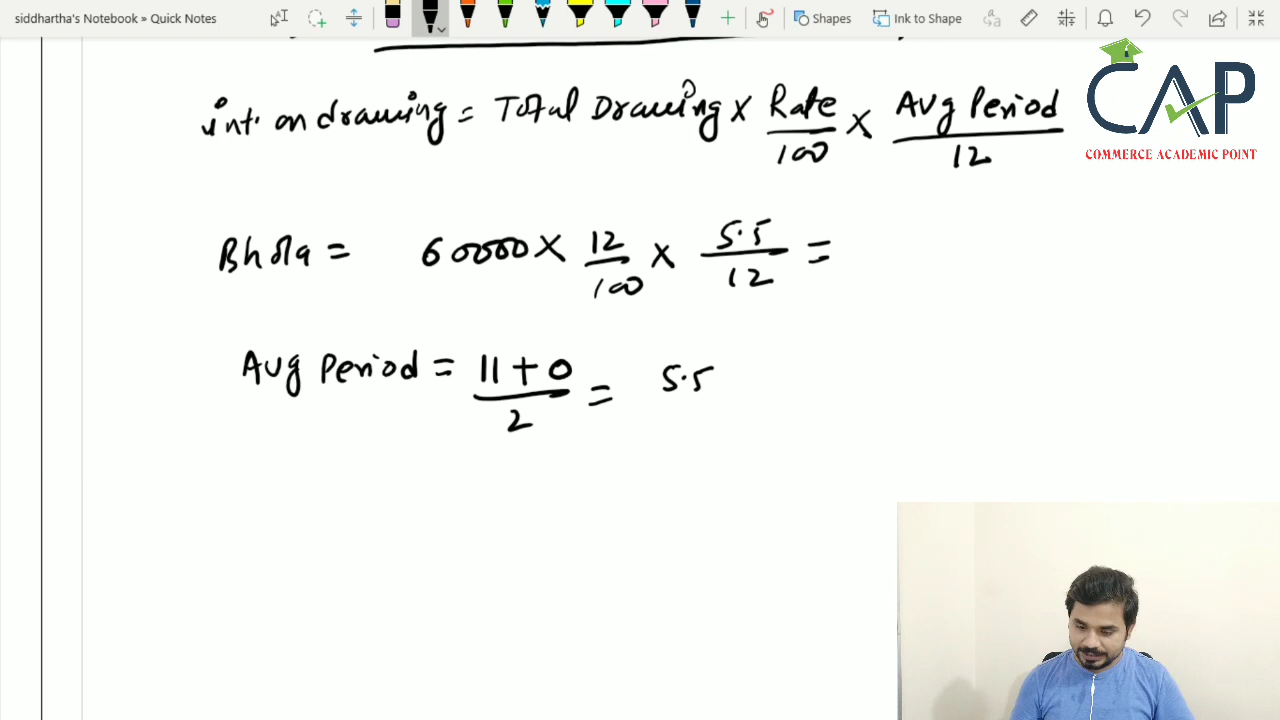 siddhartha's Notebook » Quick Notes
Shapes
Ink to Shape
CAP
COMMERCE ACADEMIC POINT
int. on drawing = Total Drawing × Rate/100 × Avg Period/12
Bhola = 60000 × 12/100 × 5.5/12 =
Avg Period = 11+0/2 = 5.5